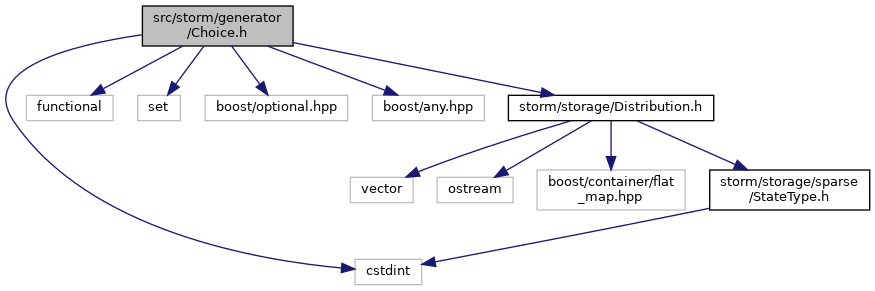 src/storm/generator
/Choice.h
functional
set
boost/optional.hpp
boost/any.hpp
storm/storage/Distribution.h
vector
ostream
boost/container/flat
_map.hpp
storm/storage/sparse
/StateType.h
cstdint